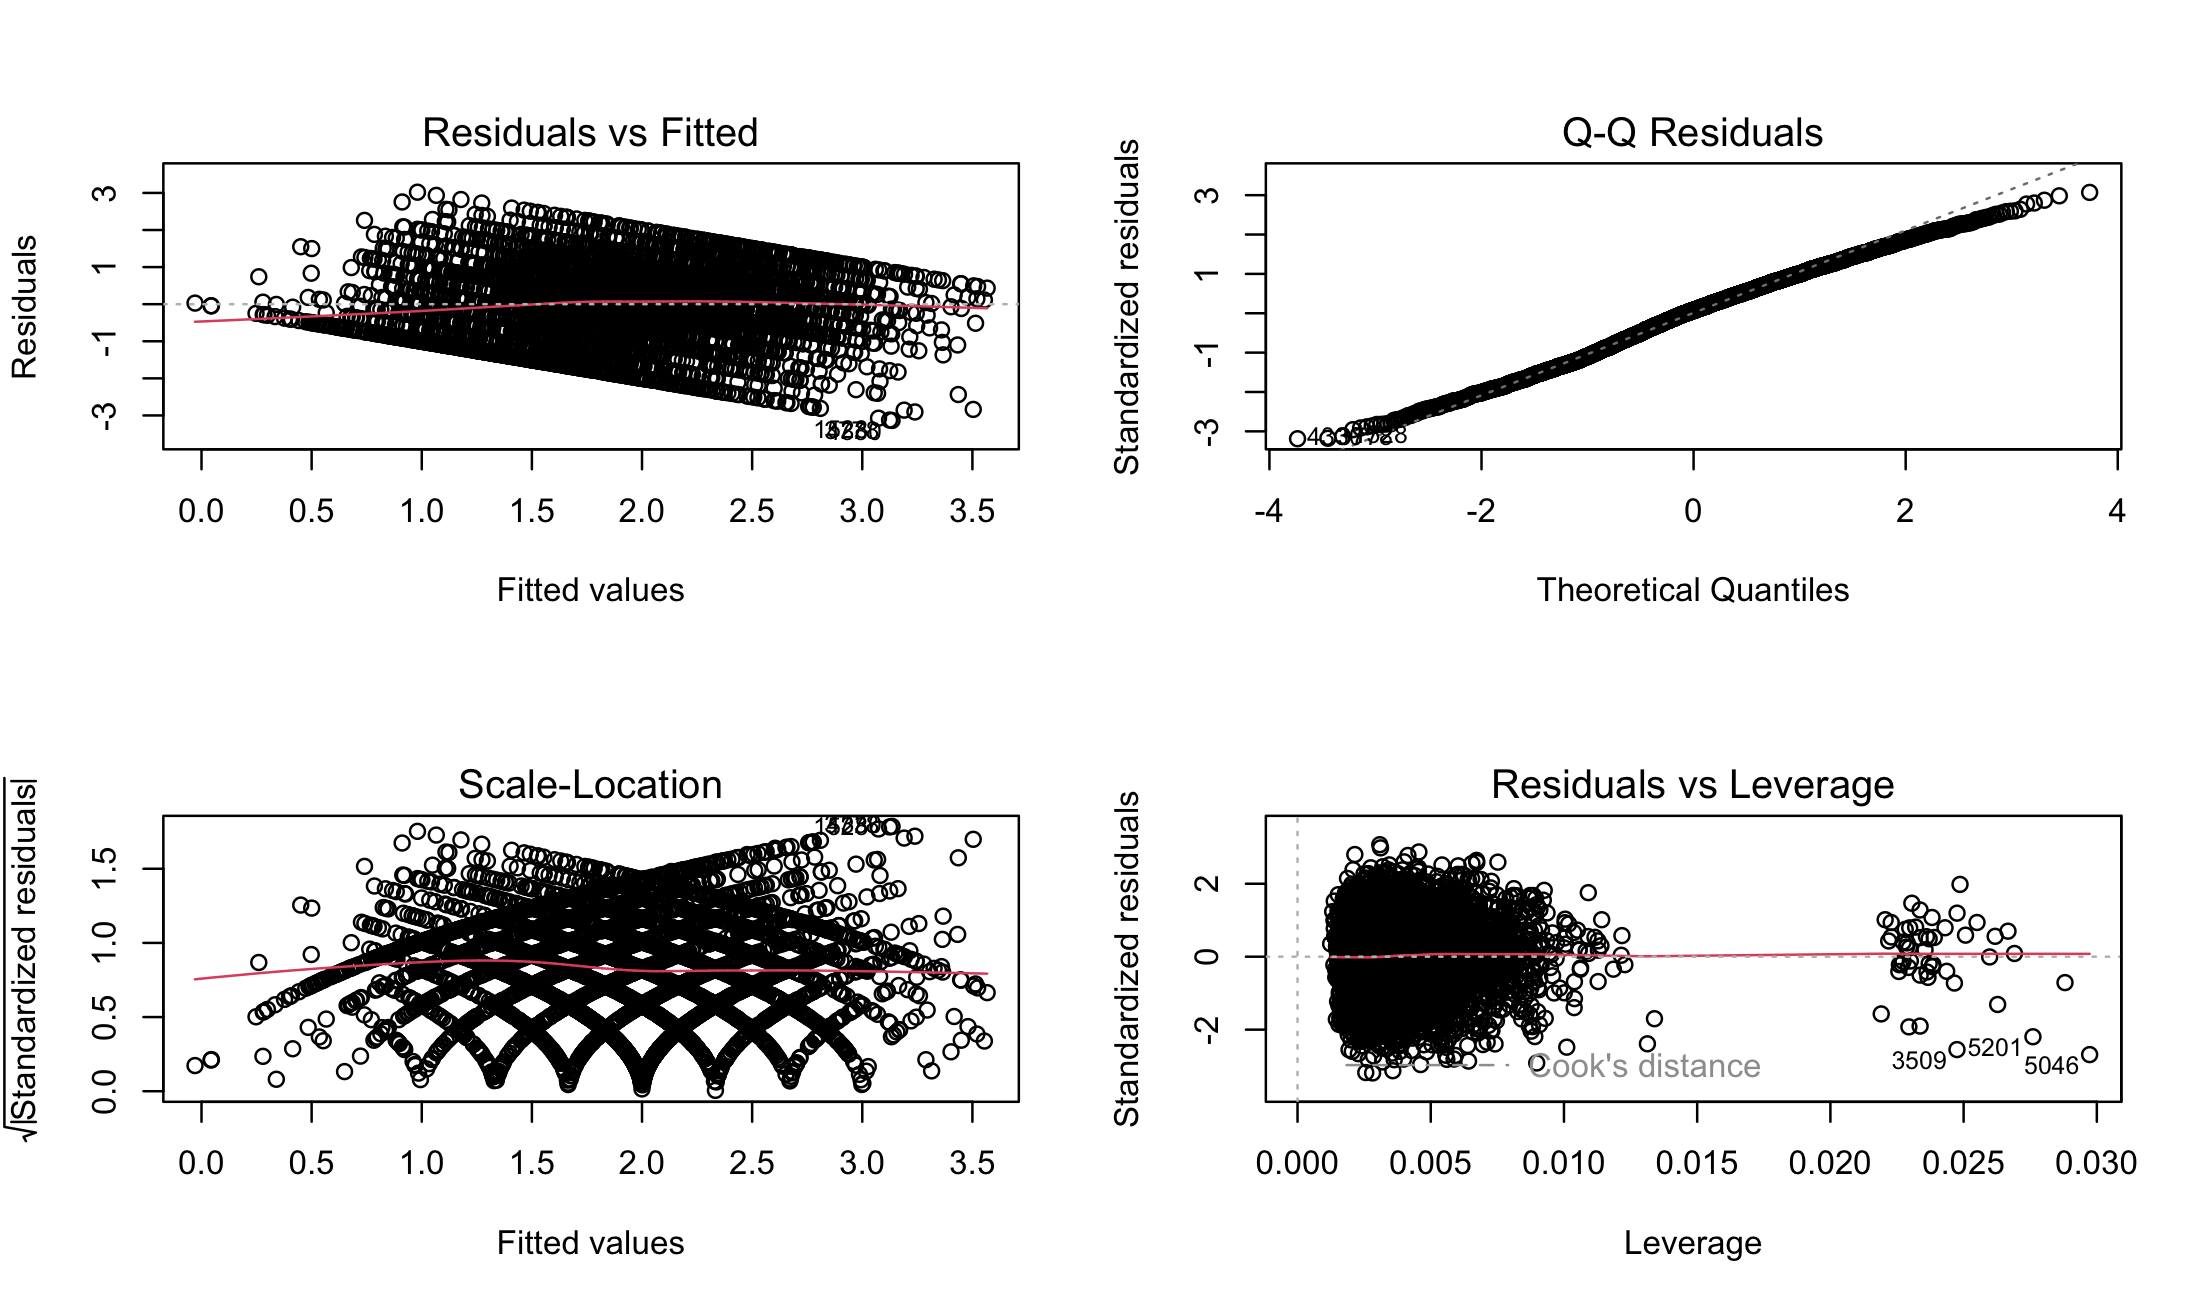 Residuals vs Fitted
Residuals
3
1
-1
-3
0.0 0.5 1.0 1.5 2.0 2.5 3.0 3.5
Fitted values
Q-Q Residuals
Standardized residuals
3
1
-1
-3
-4 -2 0 2 4
Theoretical Quantiles
Scale-Location
√|Standardized residuals|
1.5
1.0
0.5
0.0
0.0 0.5 1.0 1.5 2.0 2.5 3.0 3.5
Fitted values
Residuals vs Leverage
Standardized residuals
2
0
-2
3509
5201
5046
Cook's distance
0.000 0.005 0.010 0.015 0.020 0.025 0.030
Leverage